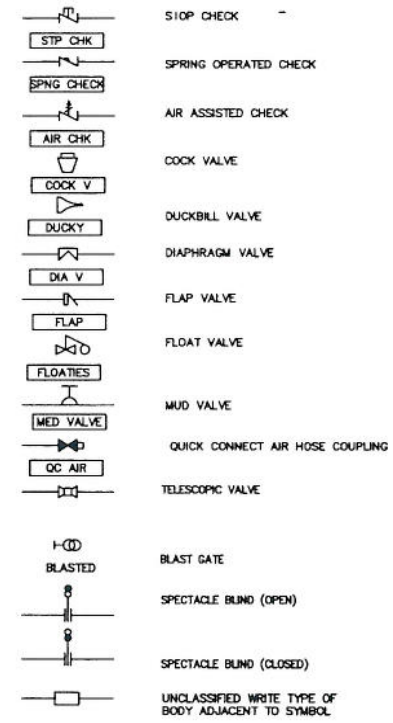 STOP CHECK
STP CHK
SPRING OPERATED CHECK
SPNG CHECK
AIR ASSISTED CHECK
AIR CHK
COCK VALVE
COCK V
DUCKBILL VALVE
DUCKY
DIAPHRAGM VALVE
DIA V
FLAP VALVE
FLAP
FLOAT VALVE
FLOATIES
MUD VALVE
MED VALVE
QUICK CONNECT AIR HOSE COUPLING
QC AIR
TELESCOPIC VALVE
BLAST GATE
BLASTED
SPECTACLE BLIND (OPEN)
SPECTACLE BLIND (CLOSED)
UNCLASSIFIED WRITE TYPE OF
BODY ADJACENT TO SYMBOL